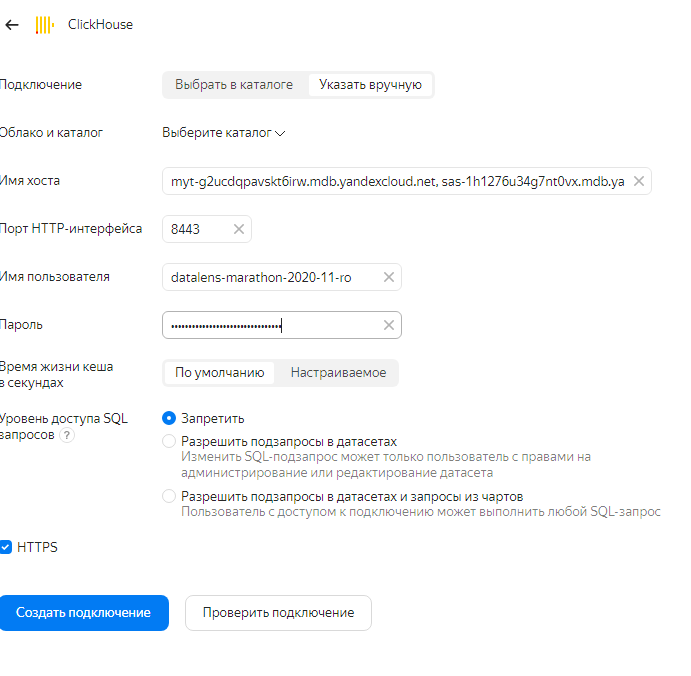 ClickHouse
Подключение Выбрать в каталоге Указать вручную
Облако и каталог Выберите каталог
Имя хоста myt-g2ucdqpavskt6irw.mdb.yandexcloud.net, sas-1h1276u34g7nt0vx.mdb.ya
Порт HTTP-интерфейса 8443
Имя пользователя datalens-marathon-2020-11-ro
Пароль
Время жизни кеша
в секундах
По умолчанию Настраиваемое
Уровень доступа SQL
запросов ?
Запретить
Разрешить подзапросы в датасетах
Изменить SQL-подзапрос может только пользователь с правами на
администрирование или редактирование датасета
Разрешить подзапросы в датасетах и запросы из чартов
Пользователь с доступом к подключению может выполнить любой SQL-запрос
HTTPS
Создать подключение Проверить подключение